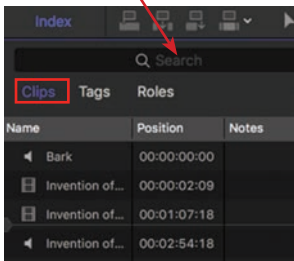 Index
Search
Clips Tags Roles
Name Position Notes
Bark 00:00:00:00
Invention of... 00:00:02:09
Invention of... 00:01:07:18
Invention of... 00:02:54:18